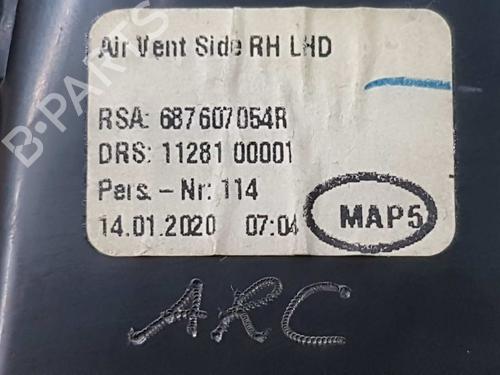 Air Vent Side RH LHD
RSA: 687607054R
DRS: 11281 00001
Pers. - Nr: 114
14.01.2020 07:04 MAP5
ARC
B-PARTS